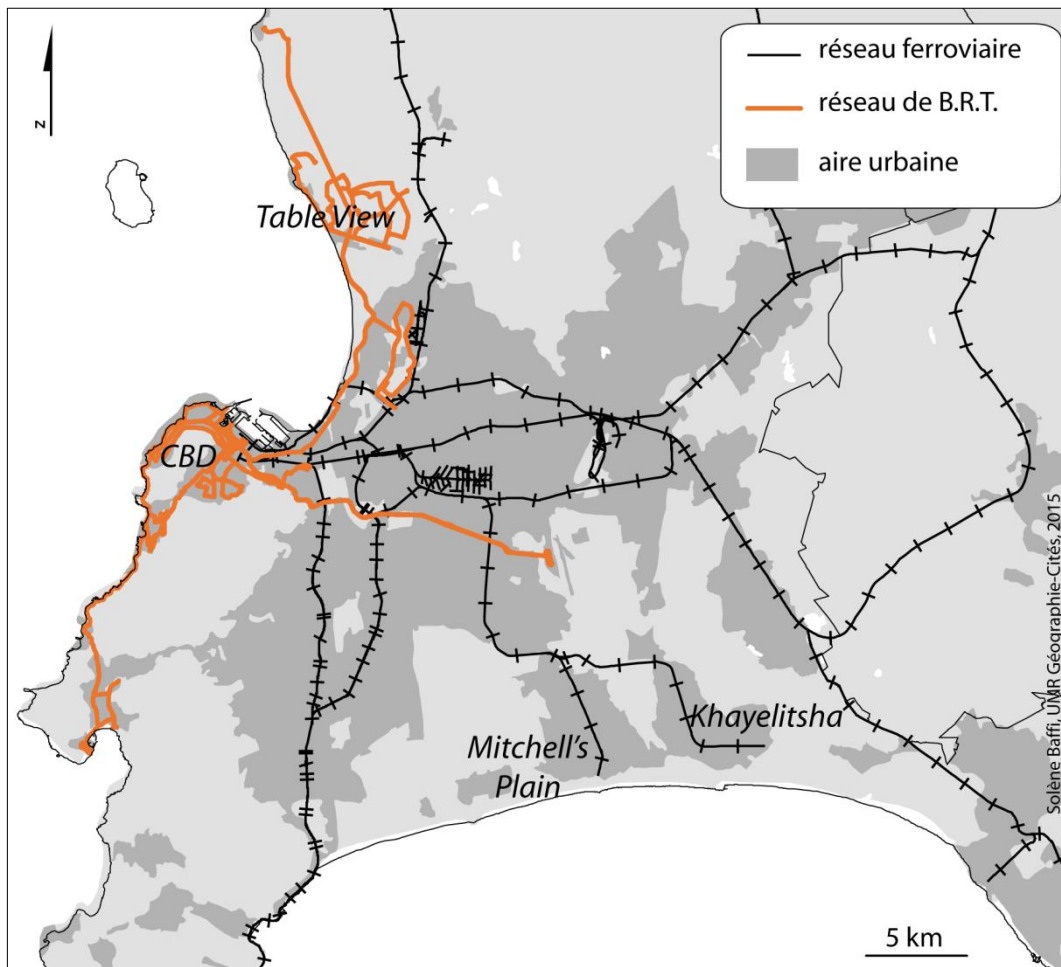 réseau ferroviaire
réseau de B.R.T.
aire urbaine
N
Table View
CBD
Khayelitsha
Mitchell's
Plain
5 km
Solène Baffi, UMR Géographie-Cités, 2015